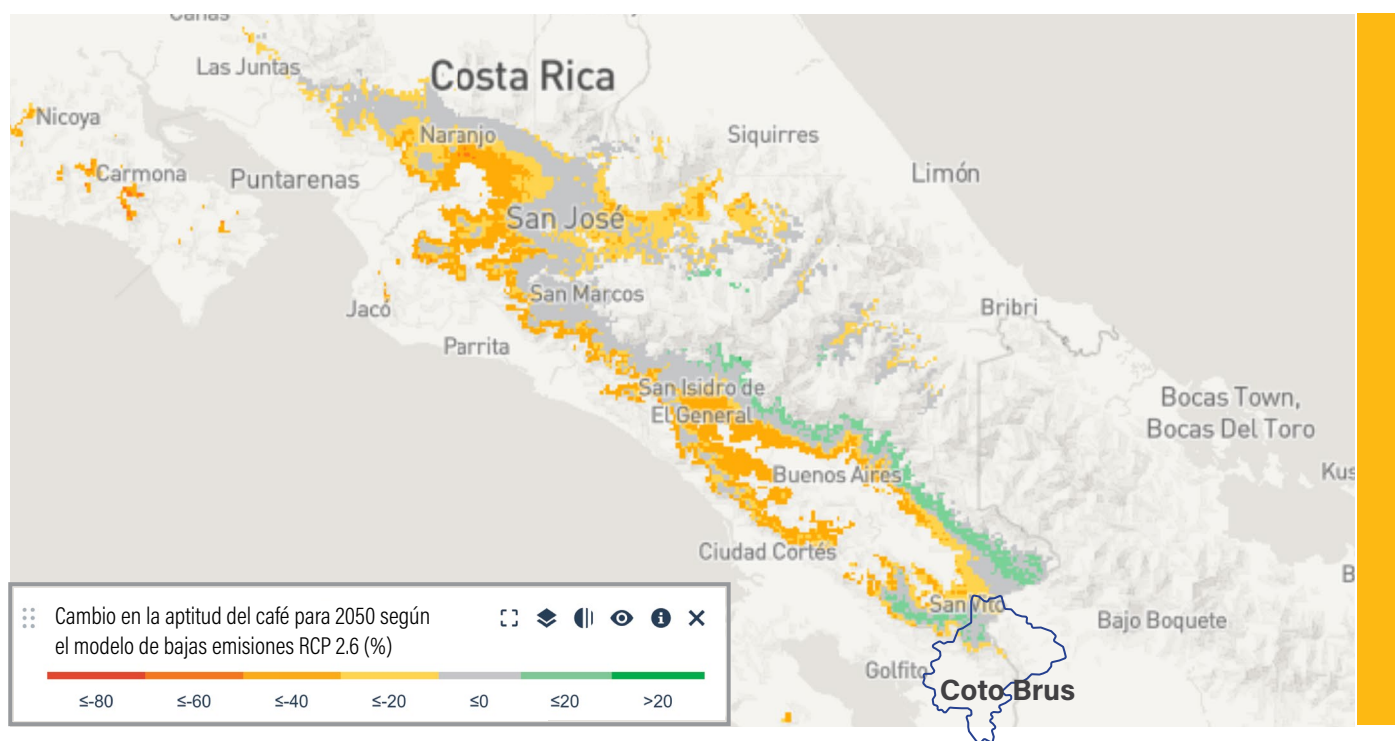 Cañas
Las Juntas
Costa Rica
Nicoya
Naranjo
Siquirres
Carmona
Puntarenas
Limón
San José
San Marcos
Jacó
Bribri
Parrita
San Isidro de
El General
Bocas Town,
Bocas Del Toro
Buenos Aires
Ciudad Cortés
San Vito
Bajo Boquete
Golfito
Coto Brus
Cambio en la aptitud del café para 2050 según
el modelo de bajas emisiones RCP 2.6 (%)
≤-80 ≤-60 ≤-40 ≤-20 ≤0 ≤20 >20